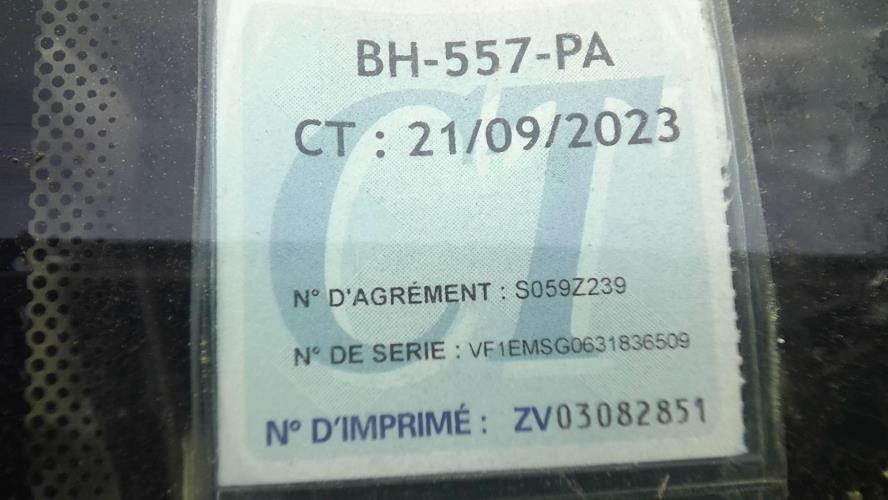 BH-557-PA
CT : 21/09/2023
N° D'AGRÉMENT : S059Z239
N° DE SERIE : VF1EMSG0631836509
N° D'IMPRIMÉ : ZV03082851
CT